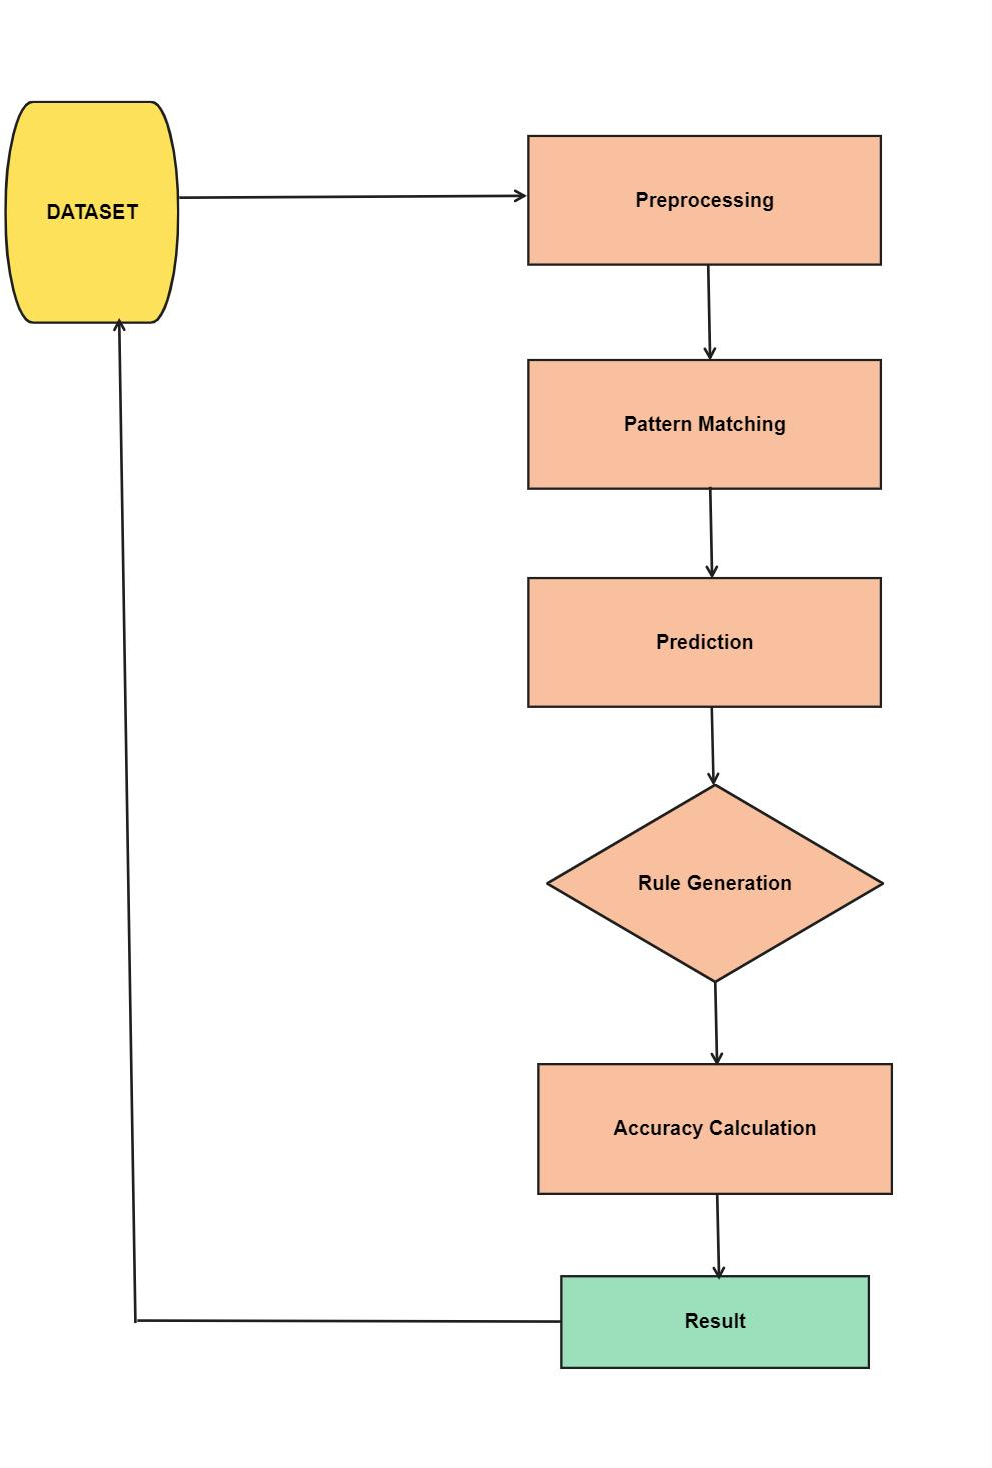 DATASET
Preprocessing
Pattern Matching
Prediction
Rule Generation
Accuracy Calculation
Result